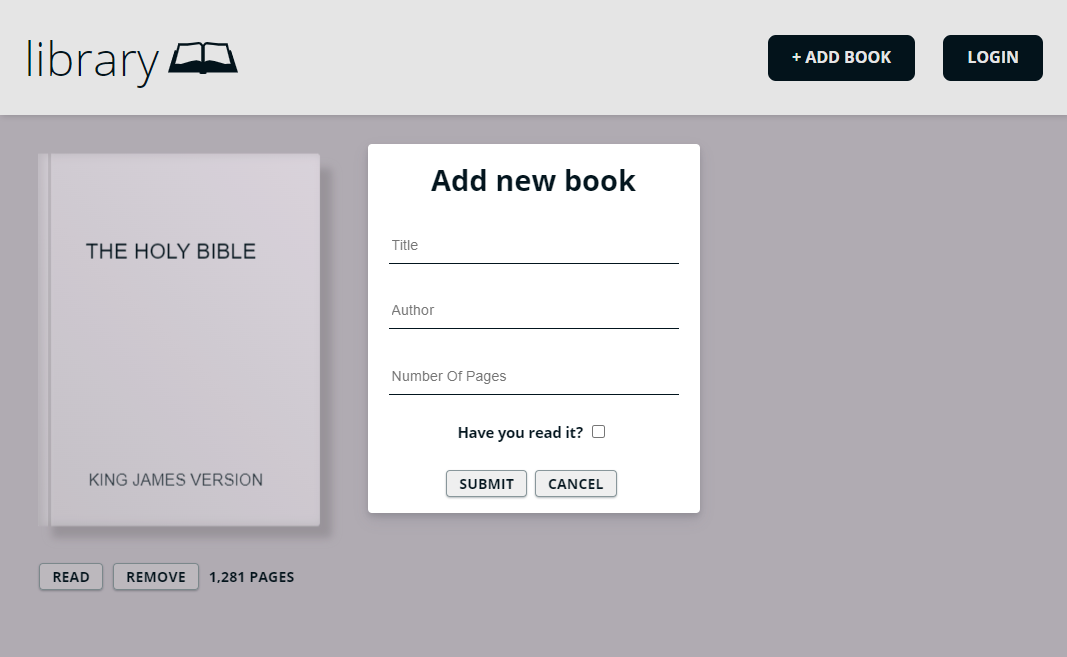 library
+ ADD BOOK
LOGIN
THE HOLY BIBLE
KING JAMES VERSION
READ
REMOVE
1,281 PAGES
Add new book
Title
Author
Number Of Pages
Have you read it?
SUBMIT
CANCEL